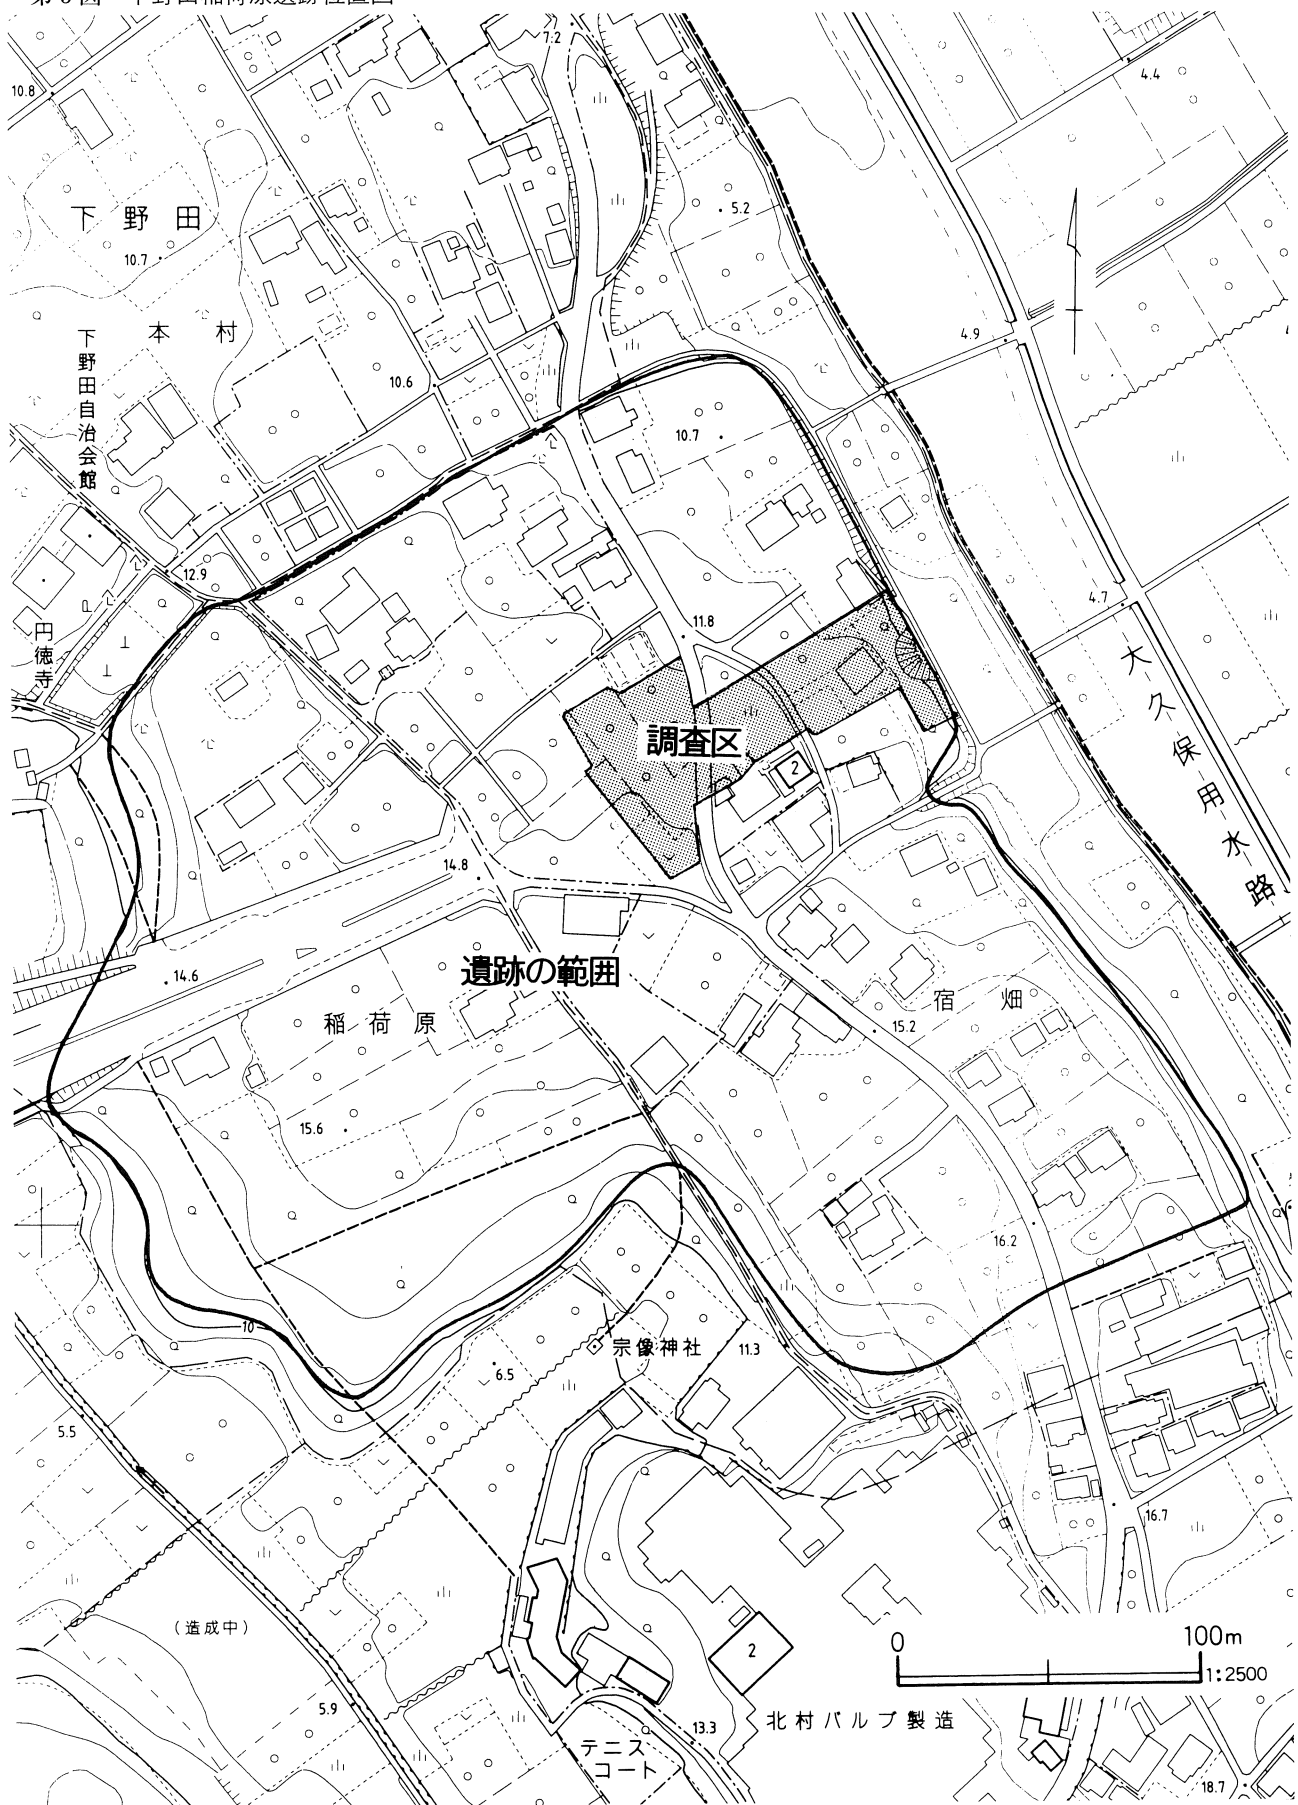 7.2
4.4
10.8
下野田
10.7
5.2
本村
下野田自治会館
4.9
10.6
10.7
12.9
円徳寺
11.8
4.7
大久保用水路
調査区
2
14.8
14.6
遺跡の範囲
稲荷原
宿畑
15.2
15.6
16.2
10
宗像神社
11.3
6.5
5.5
16.7
(造成中)
0 100m
1:2500
2
5.9
北村バルブ製造
13.3
テニス
コート
18.7